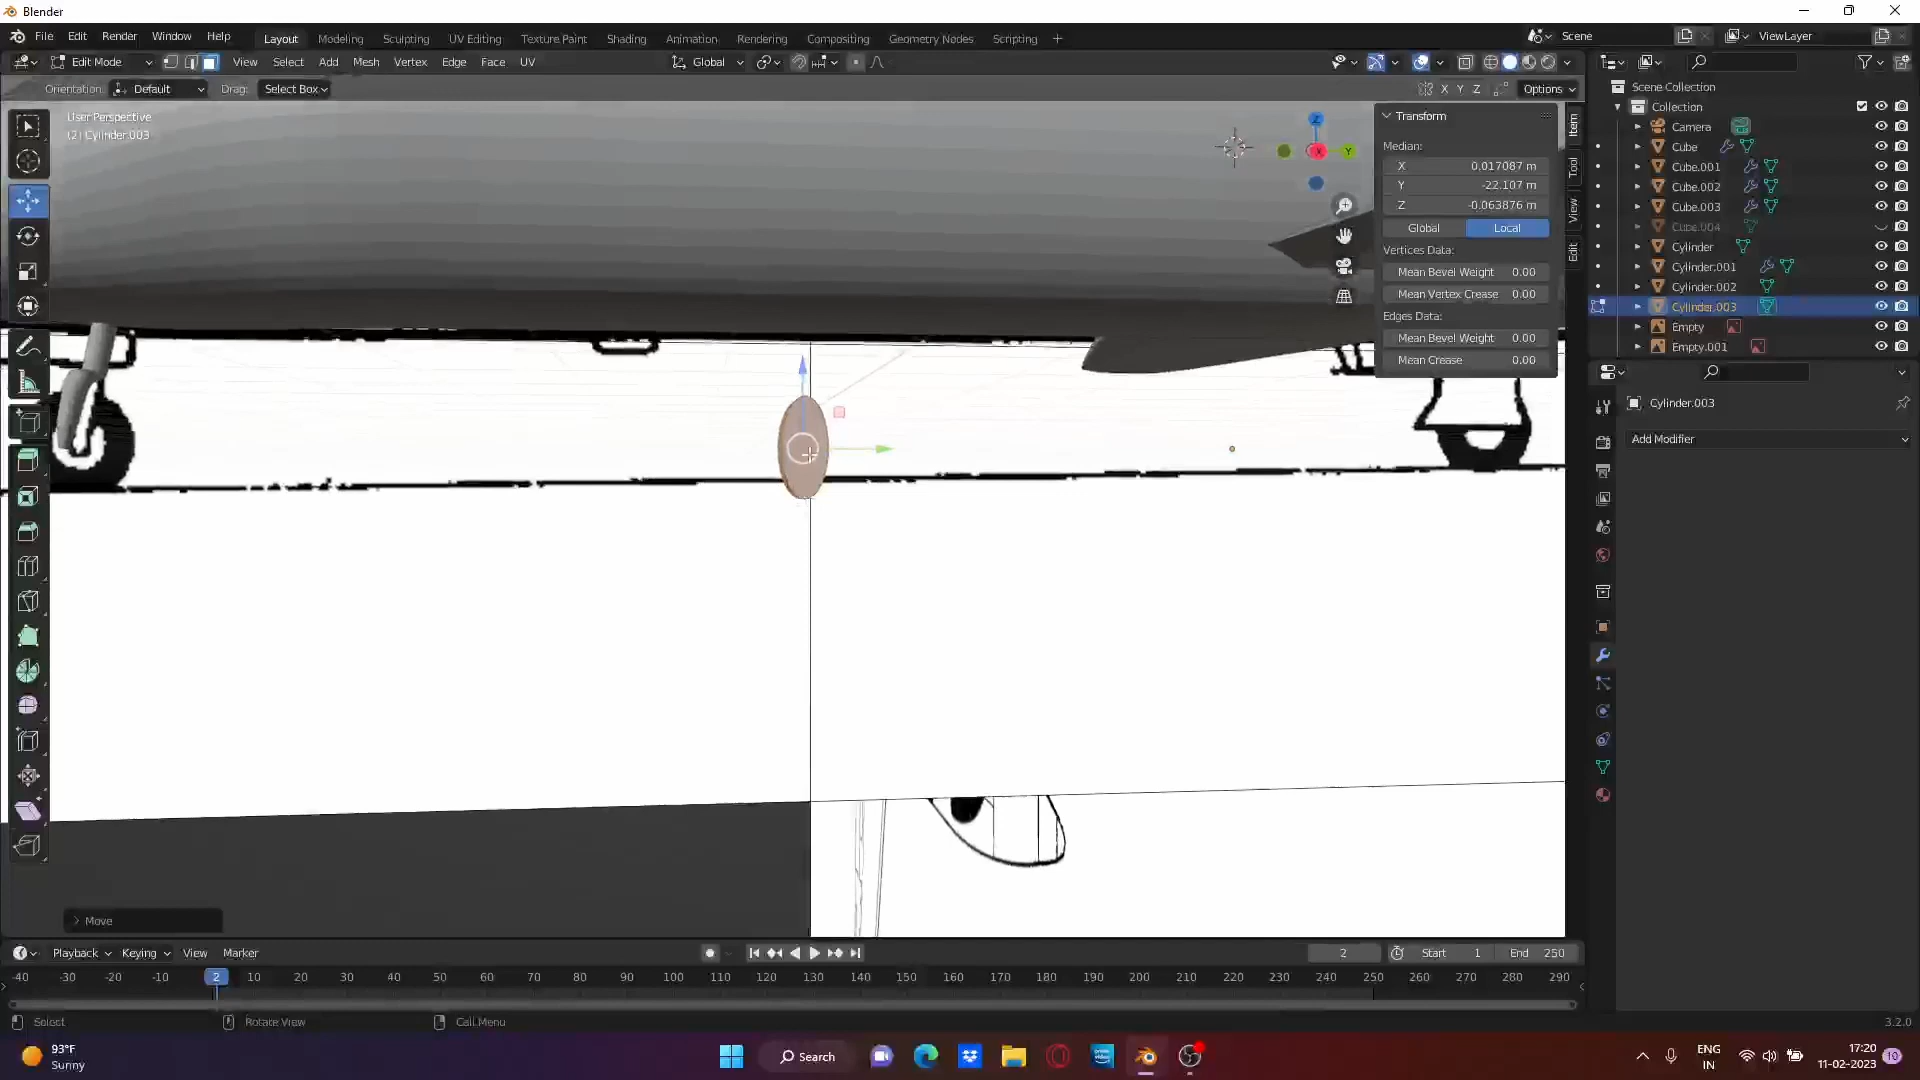 Blender
File Edit Render Window Help Layout Modeling Sculpting UV Editing Texture Paint Shading Animation Rendering Compositing Geometry Nodes Scripting + Scene ViewLayer
Edit Mode View Select Add Mesh Vertex Edge Face UV Global
Orientation: Default Drag: Select Box X Y Z Options
User Perspective
(2) Cylinder.003
Z
X
Y
Transform
Median:
X 0.017087 m
Y -22.107 m
Z -0.063876 m
Global Local
Vertices Data:
Mean Bevel Weight 0.00
Mean Vertex Crease 0.00
Edges Data:
Mean Bevel Weight 0.00
Mean Crease 0.00
Item
Tool
View
Edit
Scene Collection
Collection
Camera
Cube
Cube.001
Cube.002
Cube.003
Cube.004
Cylinder
Cylinder.001
Cylinder.002
Cylinder.003
Empty
Empty.001
Cylinder.003
Add Modifier
Move
Playback Keying View Marker 2 Start 1 End 250
-40 -30 -20 -10 2 10 20 30 40 50 60 70 80 90 100 110 120 130 140 150 160 170 180 190 200 210 220 230 240 250 260 270 280 290
Select Rotate View Call Menu 3.2.0
93°F
Sunny
Search
ENG
IN
17:20
11-02-2023
10